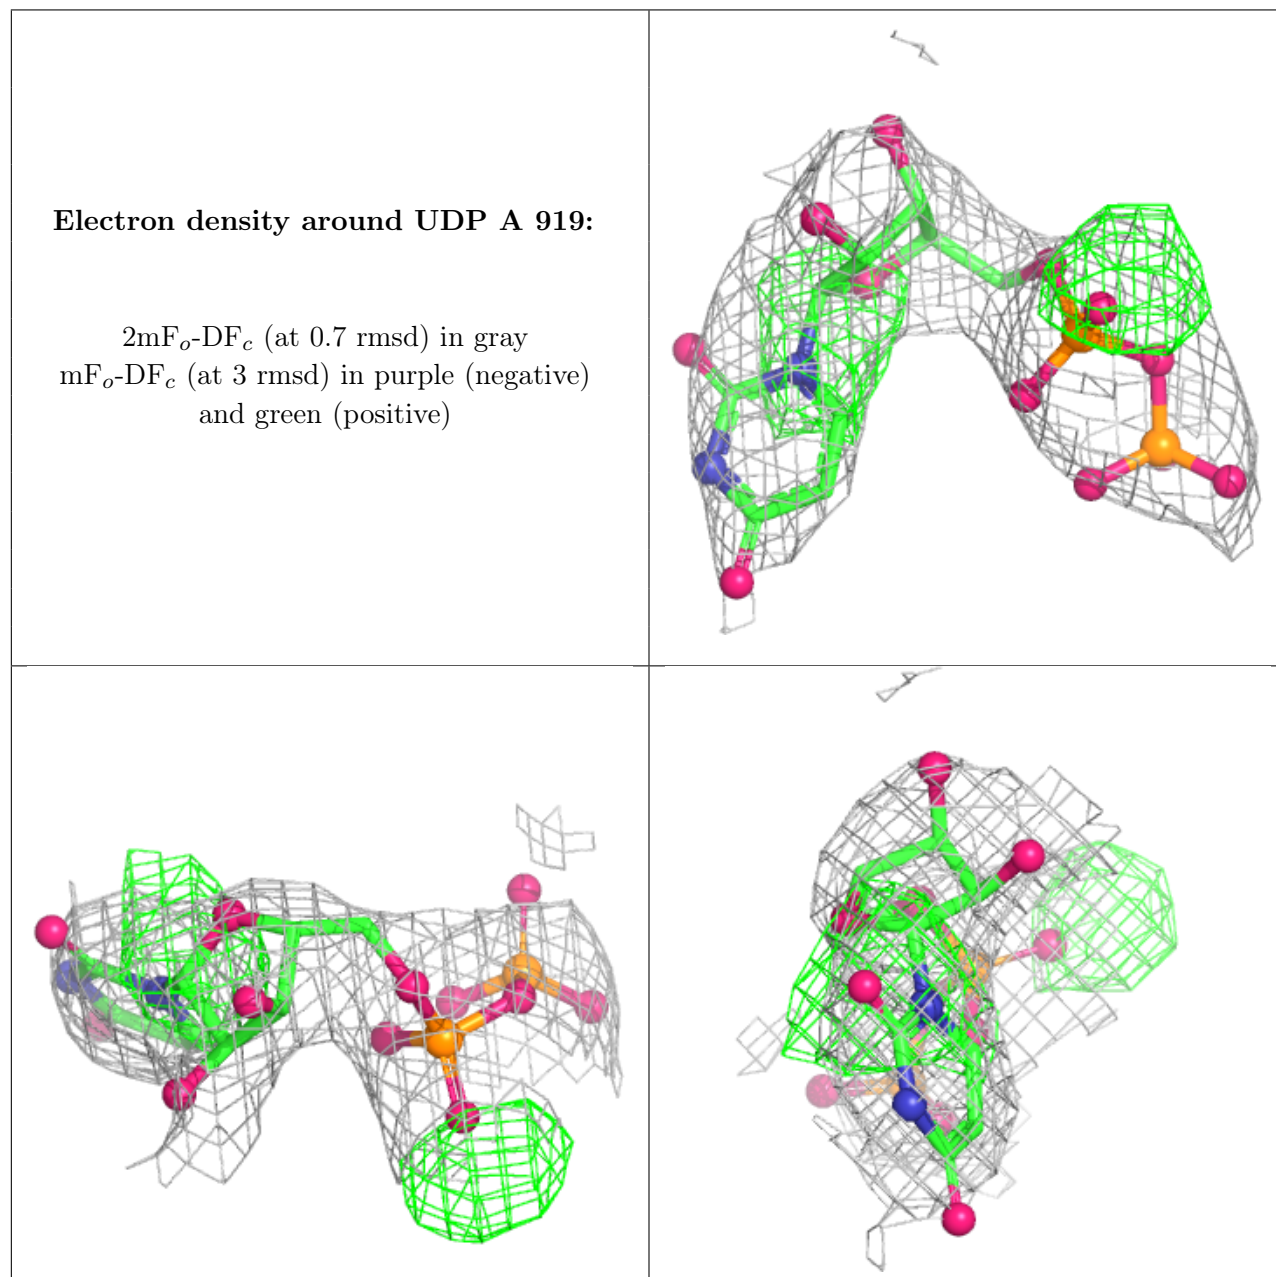 Electron density around UDP A 919:
2mFo-DFc (at 0.7 rmsd) in gray
mFo-DFc (at 3 rmsd) in purple (negative)
and green (positive)